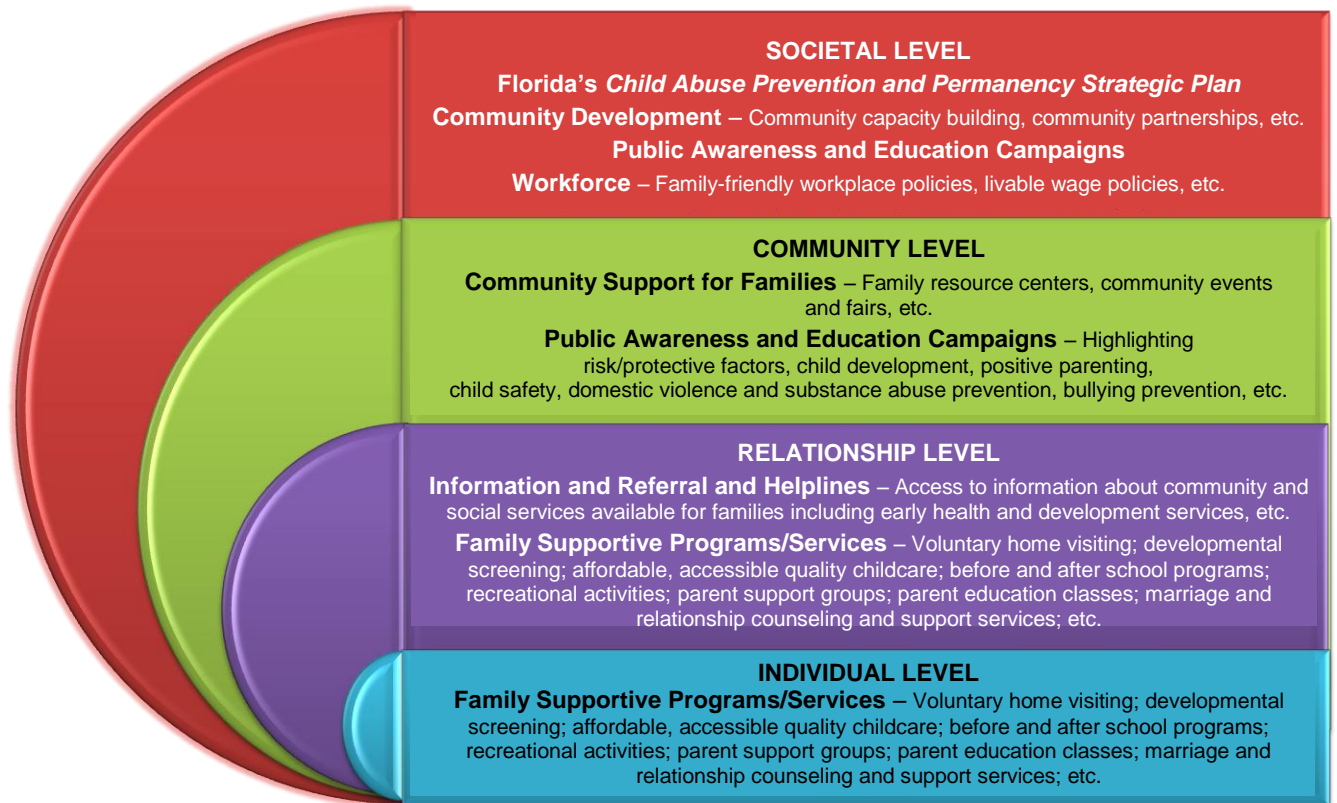 SOCIETAL LEVEL
Florida's Child Abuse Prevention and Permanency Strategic Plan
Community Development – Community capacity building, community partnerships, etc.
Public Awareness and Education Campaigns
Workforce – Family-friendly workplace policies, livable wage policies, etc.
COMMUNITY LEVEL
Community Support for Families – Family resource centers, community events
and fairs, etc.
Public Awareness and Education Campaigns – Highlighting
risk/protective factors, child development, positive parenting,
child safety, domestic violence and substance abuse prevention, bullying prevention, etc.
RELATIONSHIP LEVEL
Information and Referral and Helplines – Access to information about community and
social services available for families including early health and development services, etc.
Family Supportive Programs/Services – Voluntary home visiting; developmental
screening; affordable, accessible quality childcare; before and after school programs;
recreational activities; parent support groups; parent education classes; marriage and
relationship counseling and support services; etc.
INDIVIDUAL LEVEL
Family Supportive Programs/Services – Voluntary home visiting; developmental
screening; affordable, accessible quality childcare; before and after school programs;
recreational activities; parent support groups; parent education classes; marriage and
relationship counseling and support services; etc.